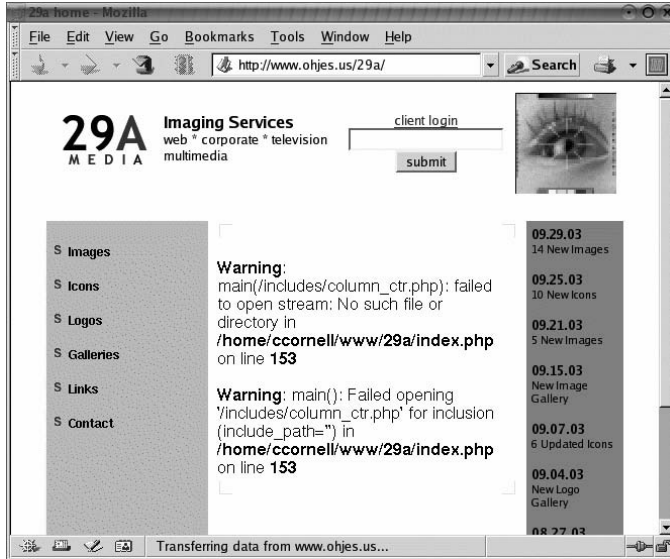 29a home - Mozilla
File Edit View Go Bookmarks Tools Window Help
http://www.ohjes.us/29a/
Search
29A
MEDIA
Imaging Services
web * corporate * television
multimedia
client login
submit
S Images
S Icons
S Logos
S Galleries
S Links
S Contact
Warning:
main(/includes/column_ctr.php): failed
to open stream: No such file or
directory in
/home/ccornell/www/29a/index.php
on line 153
Warning: main(): Failed opening
'/includes/column_ctr.php' for inclusion
(include_path='') in
/home/ccornell/www/29a/index.php
on line 153
09.29.03
14 New Images
09.25.03
10 New Icons
09.21.03
5 New Images
09.15.03
New Image
Gallery
09.07.03
6 Updated Icons
09.04.03
New Logo
Gallery
08.27.03
Transferring data from www.ohjes.us...